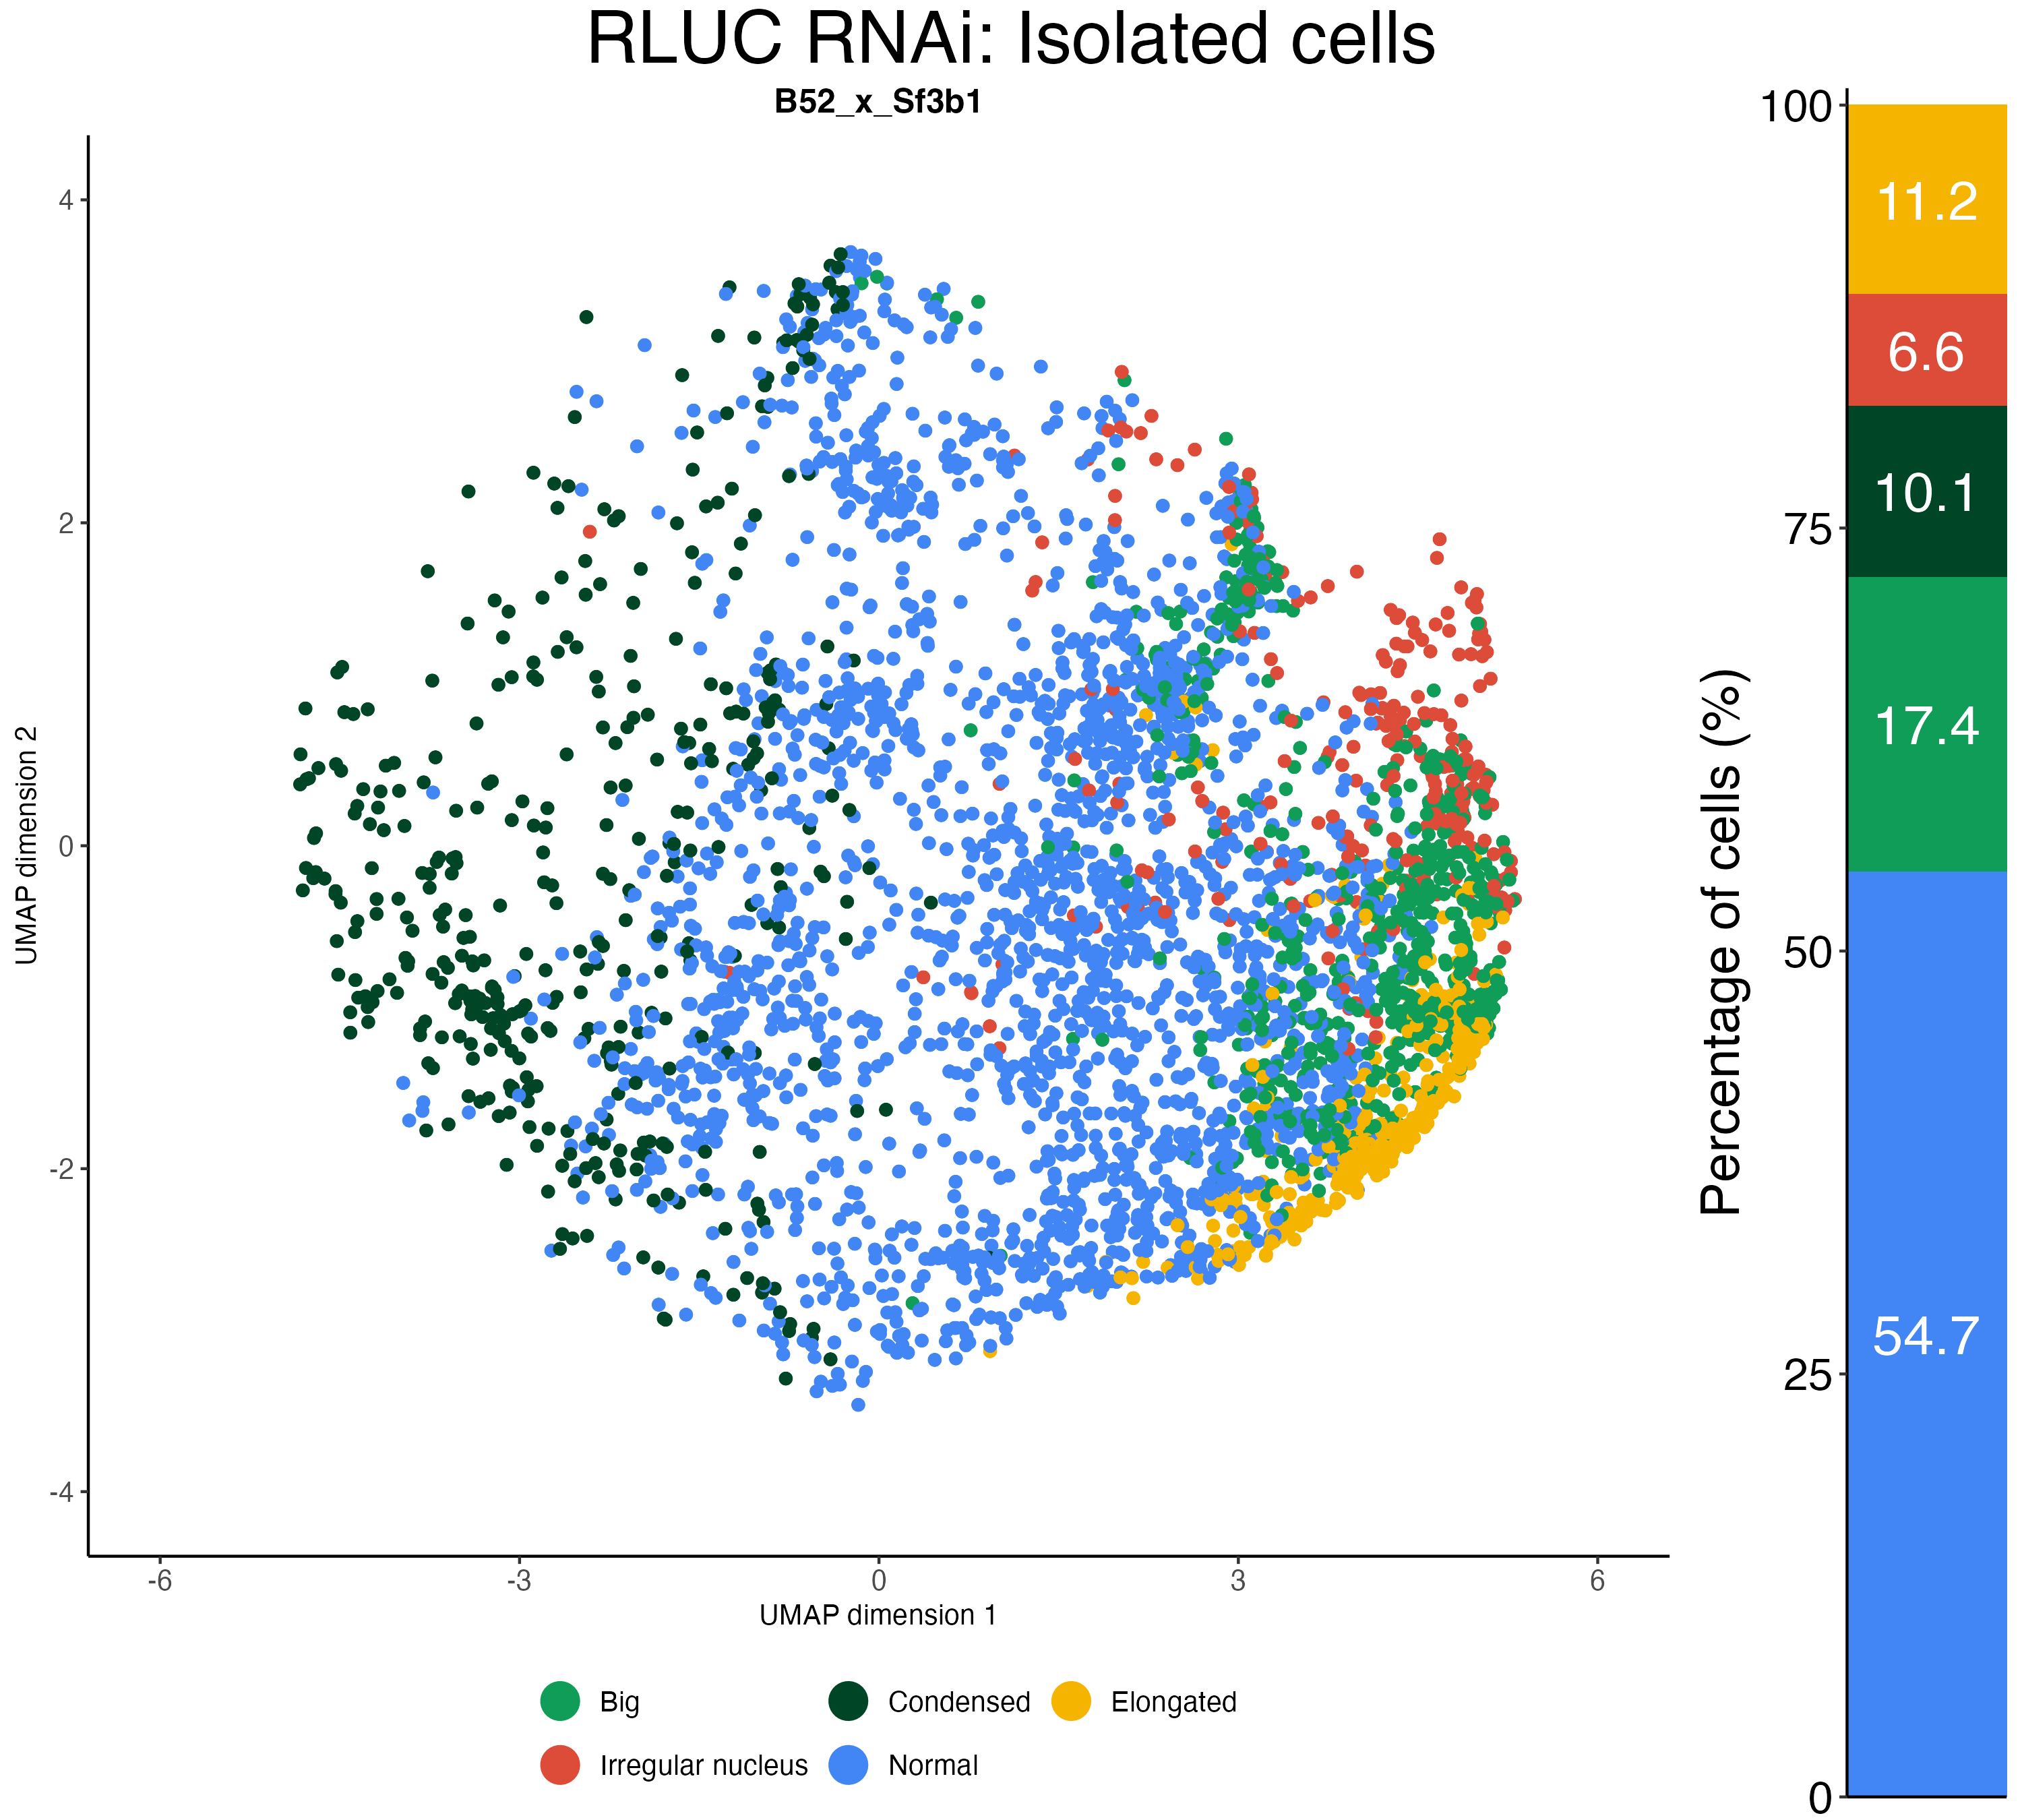 RLUC RNAi: Isolated cells
B52_x_Sf3b1
4
2
0
-2
-4
UMAP dimension 2
-6
-3
0
3
6
UMAP dimension 1
Big
Condensed
Elongated
Irregular nucleus
Normal
Percentage of cells (%)
100
75
50
25
0
11.2
6.6
10.1
17.4
54.7